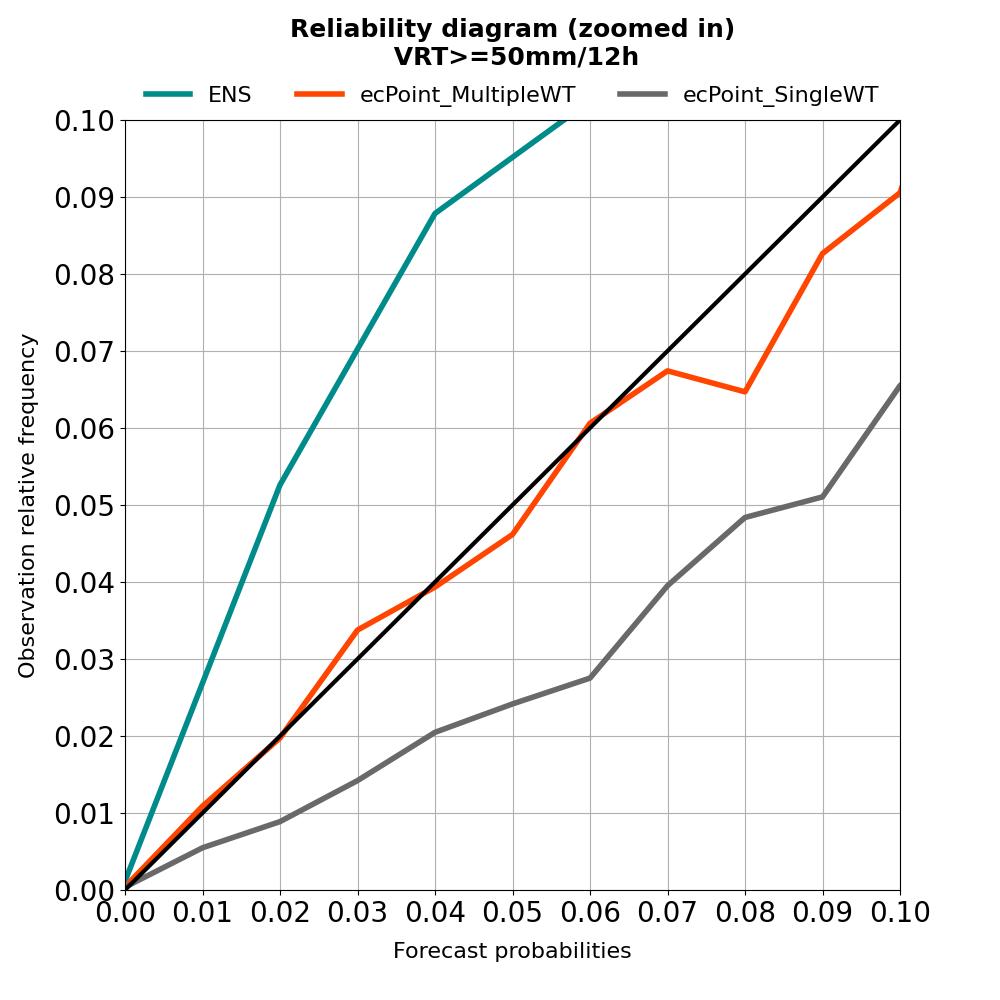 Reliability diagram (zoomed in)
VRT>=50mm/12h
ENS ecPoint_MultipleWT ecPoint_SingleWT
0.10
0.09
0.08
0.07
0.06
0.05
0.04
0.03
0.02
0.01
0.00
Observation relative frequency
0.00 0.01 0.02 0.03 0.04 0.05 0.06 0.07 0.08 0.09 0.10
Forecast probabilities